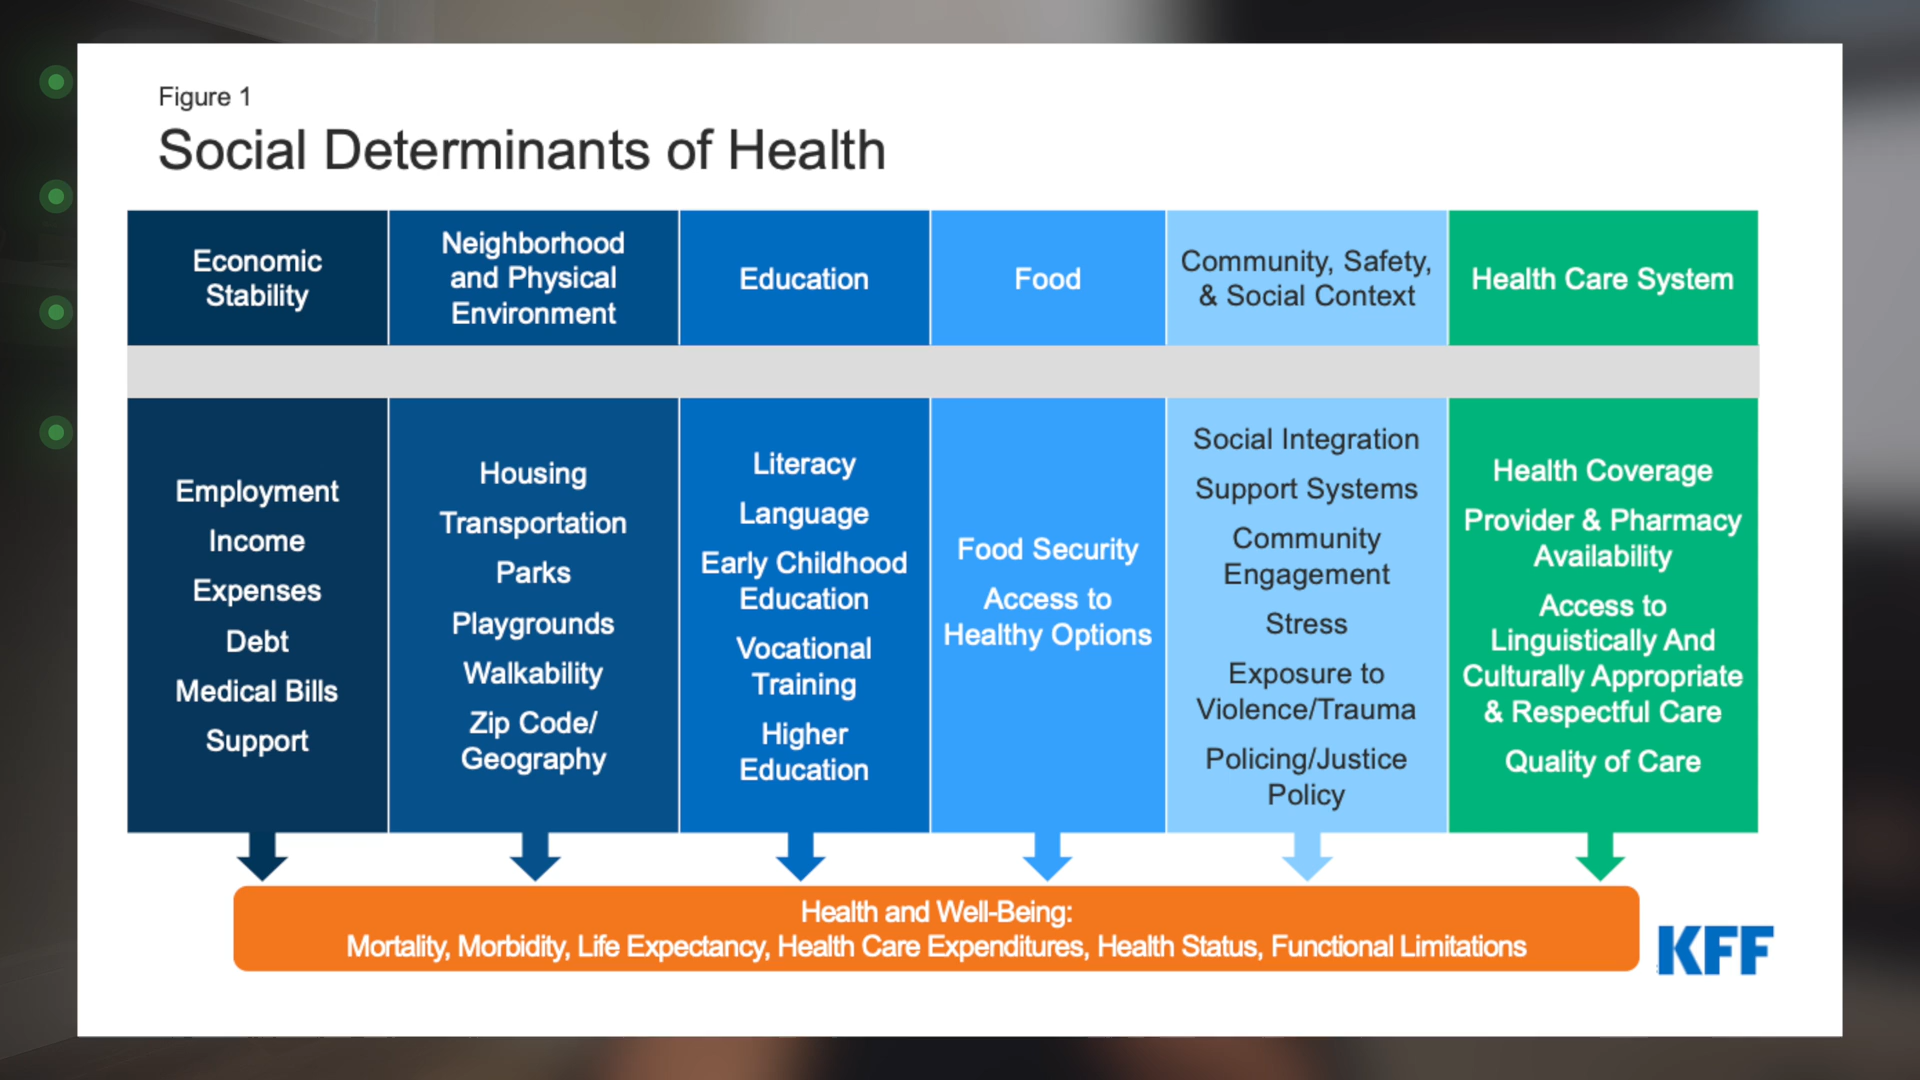 Figure 1
Social Determinants of Health
Economic
Stability
Neighborhood
and Physical
Environment
Education
Food
Community, Safety,
& Social Context
Health Care System
Employment
Income
Expenses
Debt
Medical Bills
Support
Housing
Transportation
Parks
Playgrounds
Walkability
Zip Code/
Geography
Literacy
Language
Early Childhood
Education
Vocational
Training
Higher
Education
Food Security
Access to
Healthy Options
Social Integration
Support Systems
Community
Engagement
Stress
Exposure to
Violence/Trauma
Policing/Justice
Policy
Health Coverage
Provider & Pharmacy
Availability
Access to
Linguistically And
Culturally Appropriate
& Respectful Care
Quality of Care
Health and Well-Being:
Mortality, Morbidity, Life Expectancy, Health Care Expenditures, Health Status, Functional Limitations
KFF